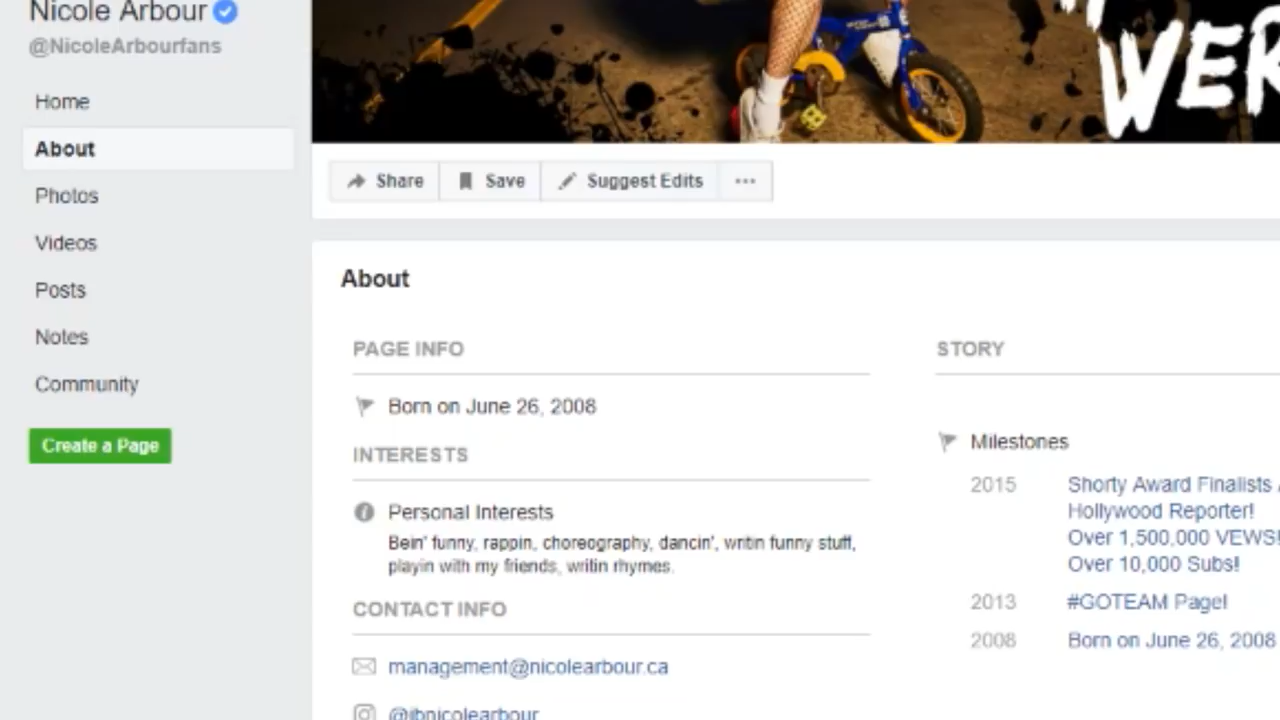 Nicole Arbour
@NicoleArbourfans
Home
About
Photos
Videos
Posts
Notes
Community
Create a Page
WER
Share
Save
Suggest Edits
About
PAGE INFO
Born on June 26, 2008
INTERESTS
Personal Interests
Bein' funny, rappin, choreography, dancin', writin funny stuff,
playin with my friends, writin rhymes.
CONTACT INFO
management@nicolearbour.ca
@ibnicolearbour
STORY
Milestones
2015
Shorty Award Finalists
Hollywood Reporter!
Over 1,500,000 VEWS!
Over 10,000 Subs!
2013
#GOTEAM Page!
2008
Born on June 26, 2008